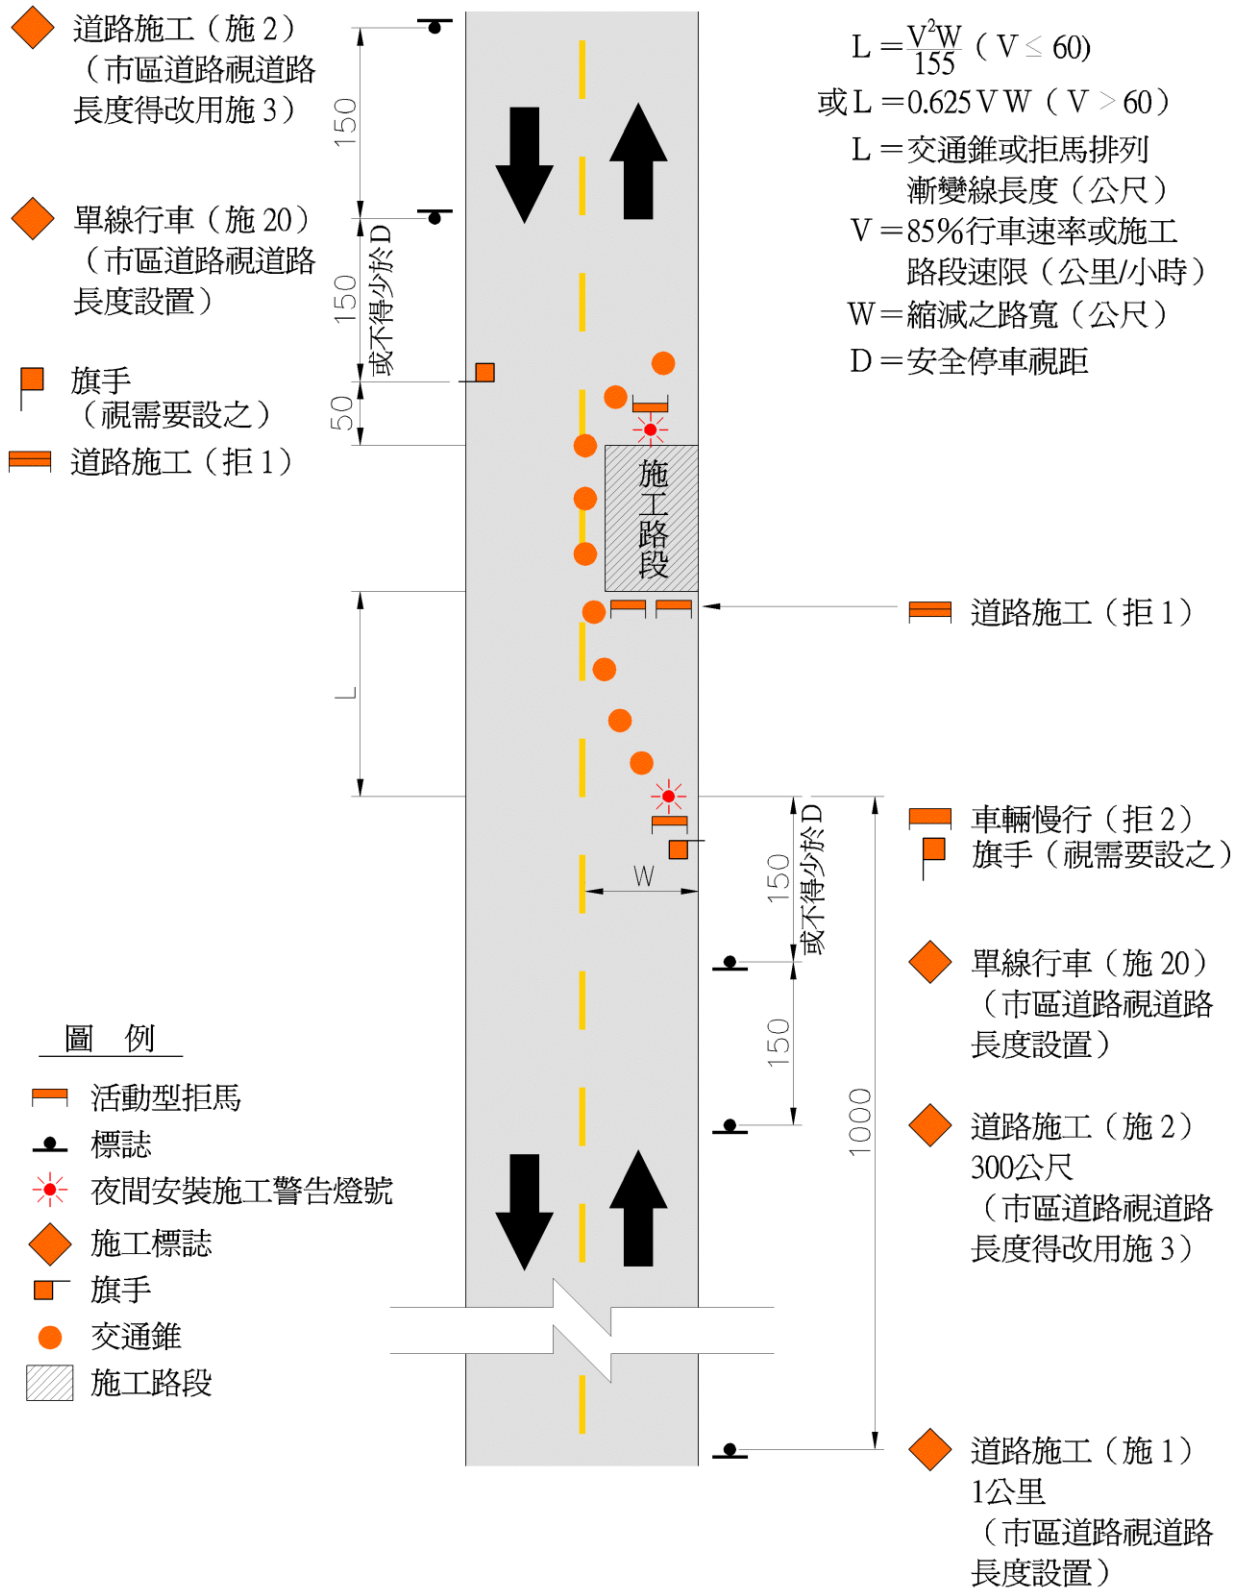 道路施工（施 2）
（市區道路視道路
長度得改用施 3）
單線行車（施 20）
（市區道路視道路
長度設置）
旗手
（視需要設之）
道路施工（拒 1）
150
150
或不得少於D
50
L
L＝V²W/155（V ≤ 60）
或 L＝0.625 V W（V > 60）
L＝交通錐或拒馬排列
漸變線長度（公尺）
V＝85%行車速率或施工
路段速限（公里/小時）
W＝縮減之路寬（公尺）
D＝安全停車視距
施工路段
道路施工（拒 1）
W
150
或不得少於D
150
1000
車輛慢行（拒 2）
旗手（視需要設之）
單線行車（施 20）
（市區道路視道路
長度設置）
道路施工（施 2）
300公尺
（市區道路視道路
長度得改用施 3）
道路施工（施 1）
1公里
（市區道路視道路
長度設置）
圖 例
活動型拒馬
標誌
夜間安裝施工警告燈號
施工標誌
旗手
交通錐
施工路段